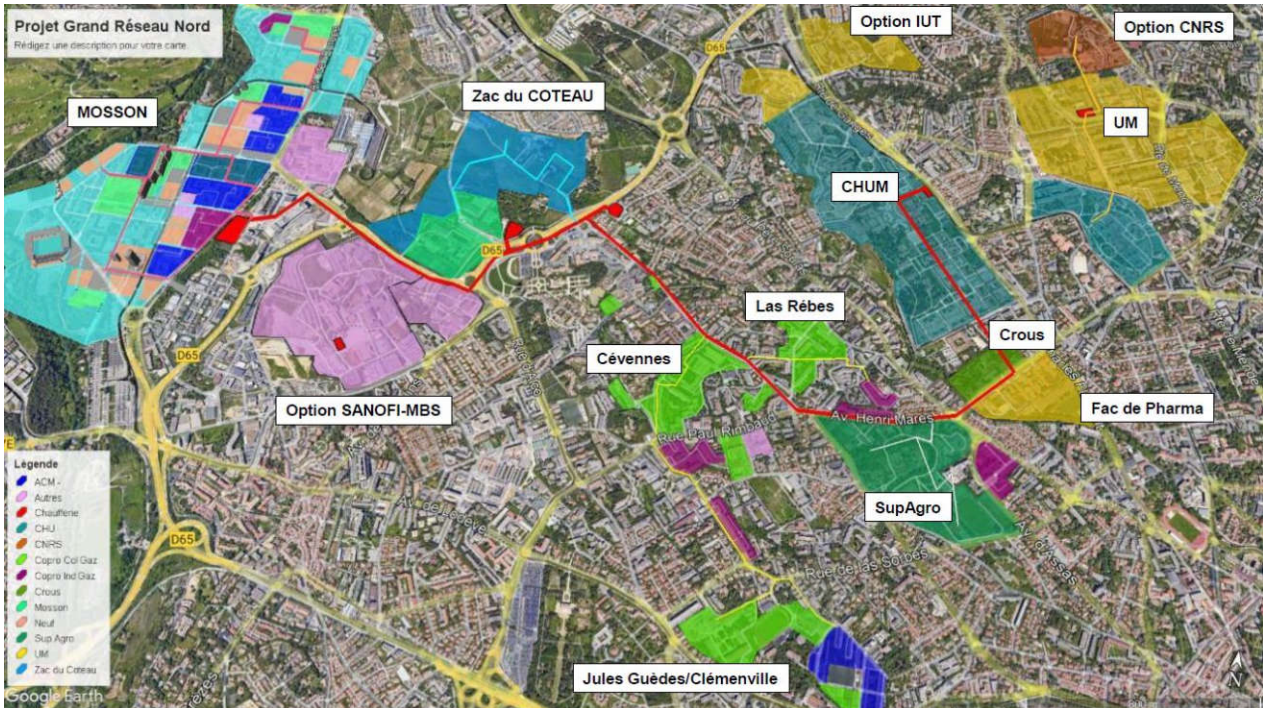 Projet Grand Réseau Nord
Rédigez une description pour votre carte.
MOSSON
Zac du COTEAU
D65
Option IUT
Option CNRS
UM
CHUM
D65
Las Rébes
Crous
Cévennes
D65
Option SANOFI-MBS
Av. Henri Marès
Fac de Pharma
Rue Paul Rimbaud
SupAgro
Légende
ACM -
Autres
Chaufferie
CHU
CNRS
Copro Col Gaz
Copro Ind Gaz
Crous
Mosson
Neuf
Sup Agro
UM
Zac du Coteau
D65
Rue de Las Sorbes
Jules Guèdes/Clémenville
Google Earth
N